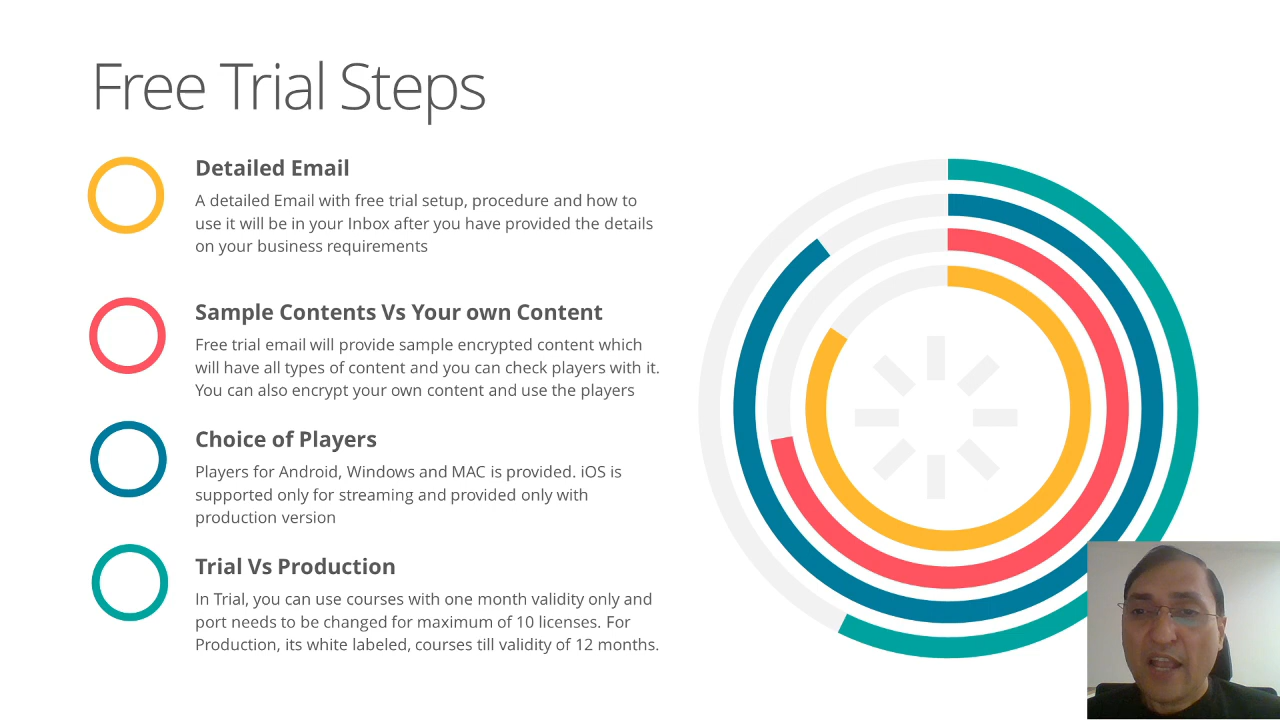 Free Trial Steps
Detailed Email
A detailed Email with free trial setup, procedure and how to
use it will be in your Inbox after you have provided the details
on your business requirements
Sample Contents Vs Your own Content
Free trial email will provide sample encrypted content which
will have all types of content and you can check players with it.
You can also encrypt your own content and use the players
Choice of Players
Players for Android, Windows and MAC is provided. iOS is
supported only for streaming and provided only with
production version
Trial Vs Production
In Trial, you can use courses with one month validity only and
port needs to be changed for maximum of 10 licenses. For
Production, its white labeled, courses till validity of 12 months.